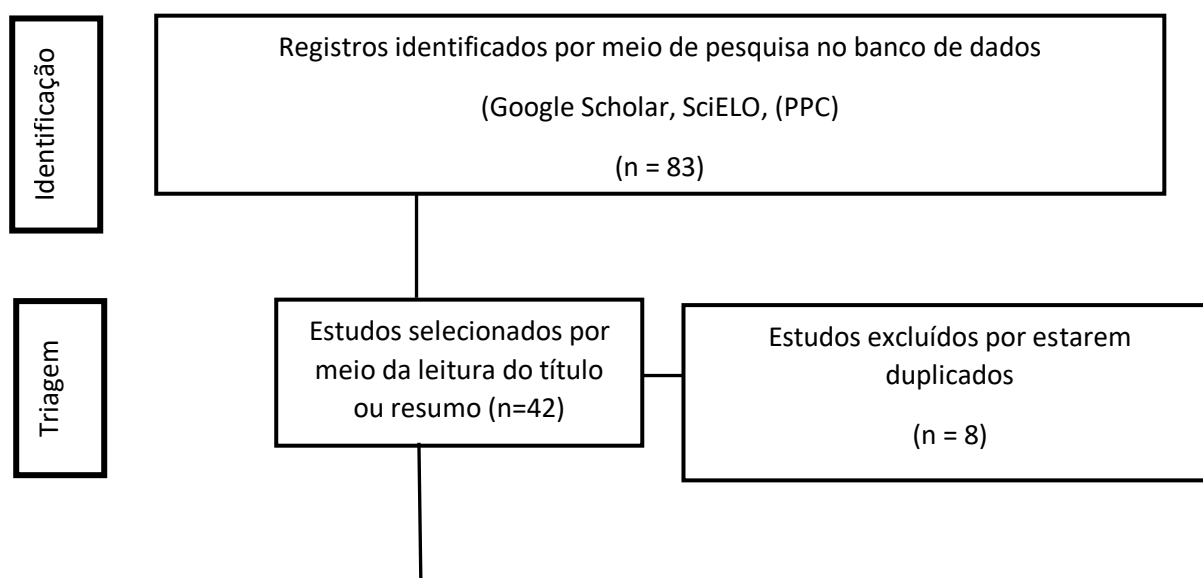 Identificação
Registros identificados por meio de pesquisa no banco de dados
(Google Scholar, SciELO, (PPC)
(n = 83)
Triagem
Estudos selecionados por
meio da leitura do título
ou resumo (n=42)
Estudos excluídos por estarem
duplicados
(n = 8)